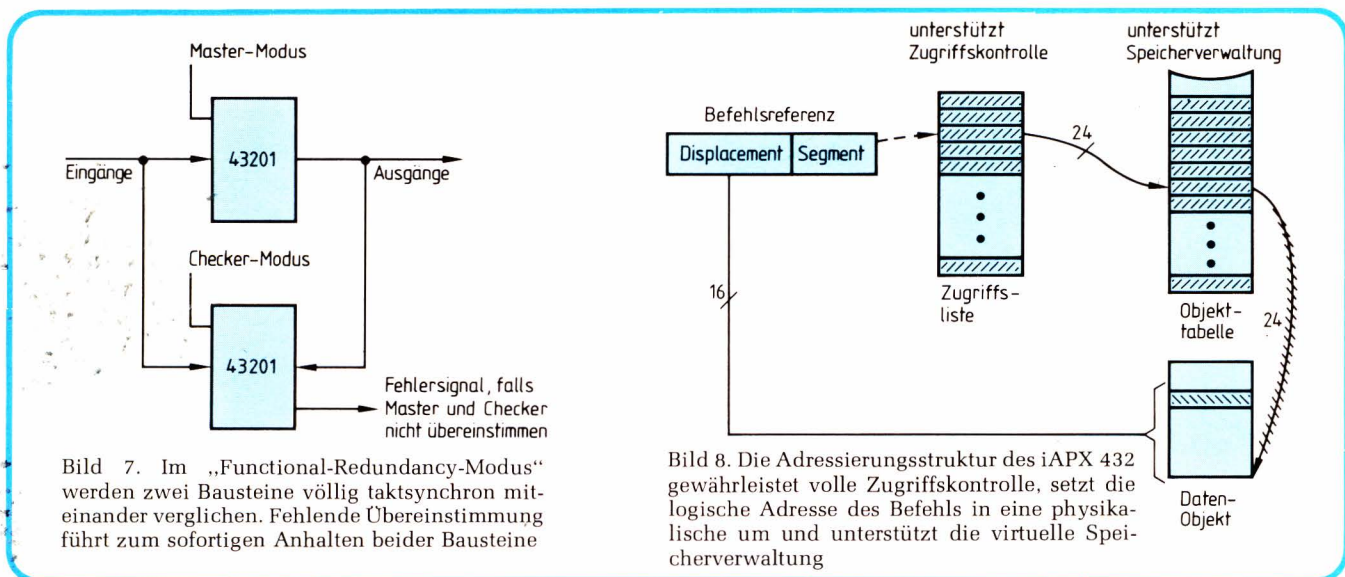 Master-Modus
43201
Eingänge
Ausgänge
Checker-Modus
43201
Fehlersignal, falls
Master und Checker
nicht übereinstimmen
Bild 7. Im „Functional-Redundancy-Modus“
werden zwei Bausteine völlig taktsynchron mit-
einander verglichen. Fehlende Übereinstimmung
führt zum sofortigen Anhalten beider Bausteine
unterstützt
Zugriffskontrolle
unterstützt
Speicherverwaltung
Befehlsreferenz
Displacement
Segment
24
16
Zugriffs-
liste
Objekt-
tabelle
24
Daten-
Objekt
Bild 8. Die Adressierungsstruktur des iAPX 432
gewährleistet volle Zugriffskontrolle, setzt die
logische Adresse des Befehls in eine physika-
lische um und unterstützt die virtuelle Spei-
cherverwaltung